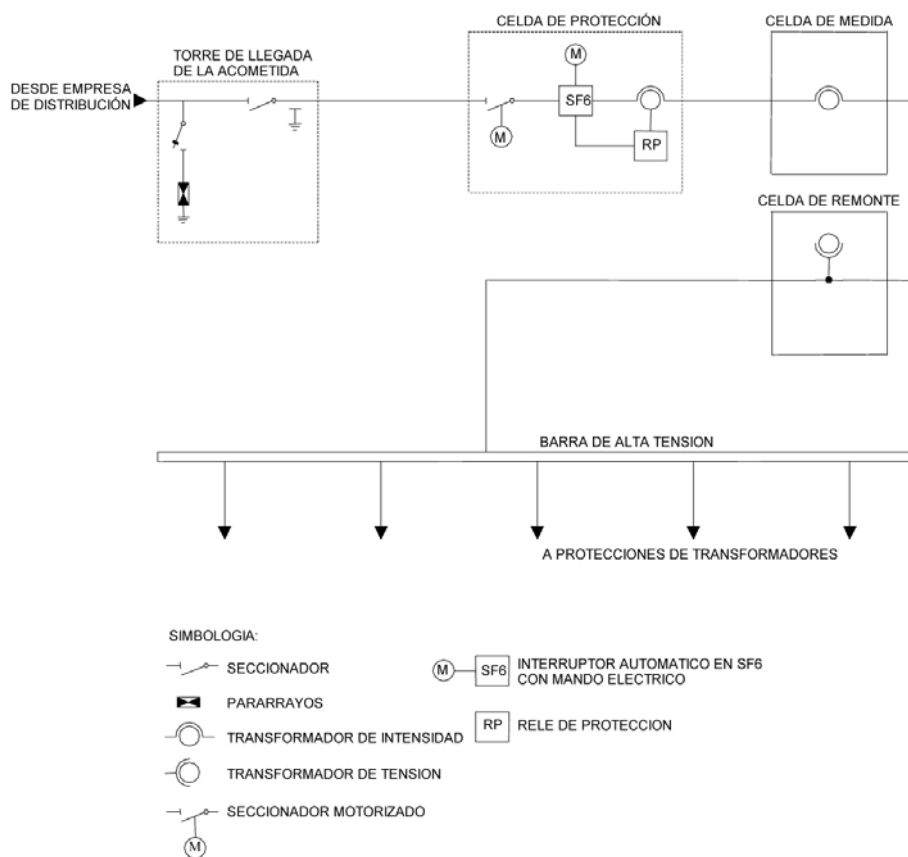 CELDA DE PROTECCIÓN
CELDA DE MEDIDA
TORRE DE LLEGADA
DE LA ACOMETIDA
DESDE EMPRESA
DE DISTRIBUCIÓN
M
SF6
M
RP
CELDA DE REMONTE
BARRA DE ALTA TENSION
A PROTECCIONES DE TRANSFORMADORES
SIMBOLOGIA:
SECCIONADOR
PARARRAYOS
TRANSFORMADOR DE INTENSIDAD
TRANSFORMADOR DE TENSION
SECCIONADOR MOTORIZADO
M
M
SF6
INTERRUPTOR AUTOMATICO EN SF6
CON MANDO ELECTRICO
RP
RELE DE PROTECCION